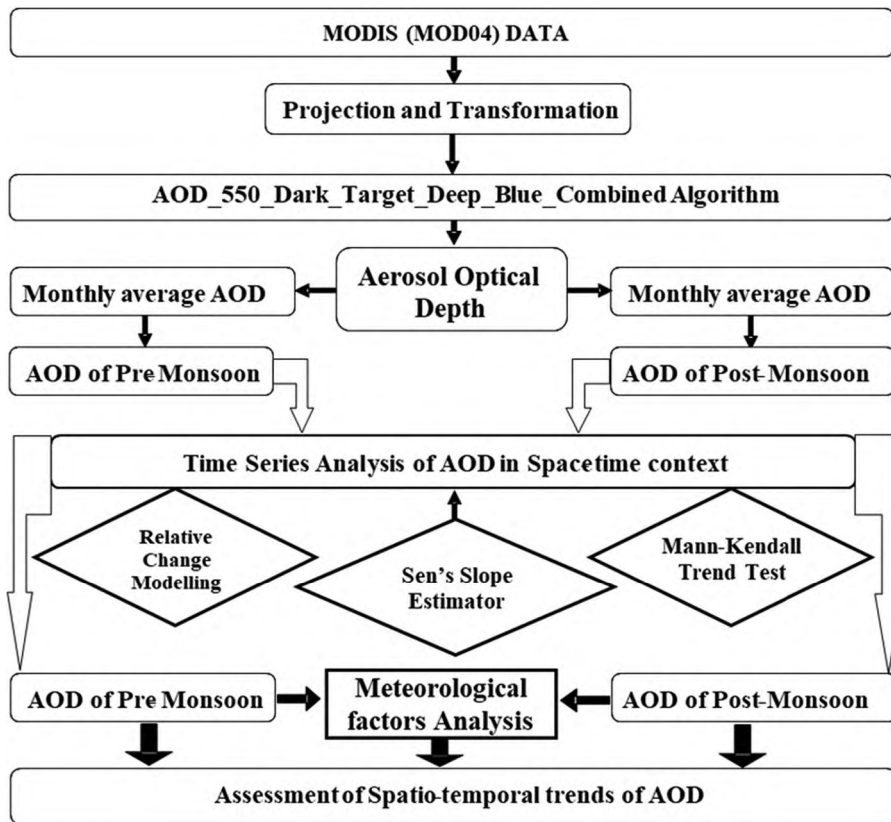 MODIS (MOD04) DATA
Projection and Transformation
AOD_550_Dark_Target_Deep_Blue_Combined Algorithm
Aerosol Optical
Depth
Monthly average AOD
Monthly average AOD
AOD of Pre Monsoon
AOD of Post-Monsoon
Time Series Analysis of AOD in Spacetime context
Relative
Change
Modelling
Sen's Slope
Estimator
Mann-Kendall
Trend Test
AOD of Pre Monsoon
Meteorological
factors Analysis
AOD of Post-Monsoon
Assessment of Spatio-temporal trends of AOD